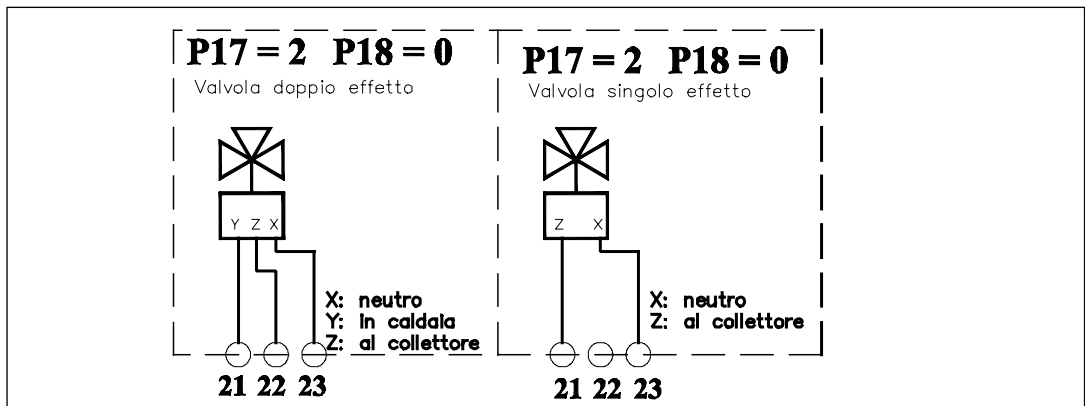 P17 = 2 P18 = 0
Valvola doppio effetto
Y Z X
X: neutro
Y: in caldaia
Z: al collettore
21 22 23
P17 = 2 P18 = 0
Valvola singolo effetto
Z X
X: neutro
Z: al collettore
21 22 23